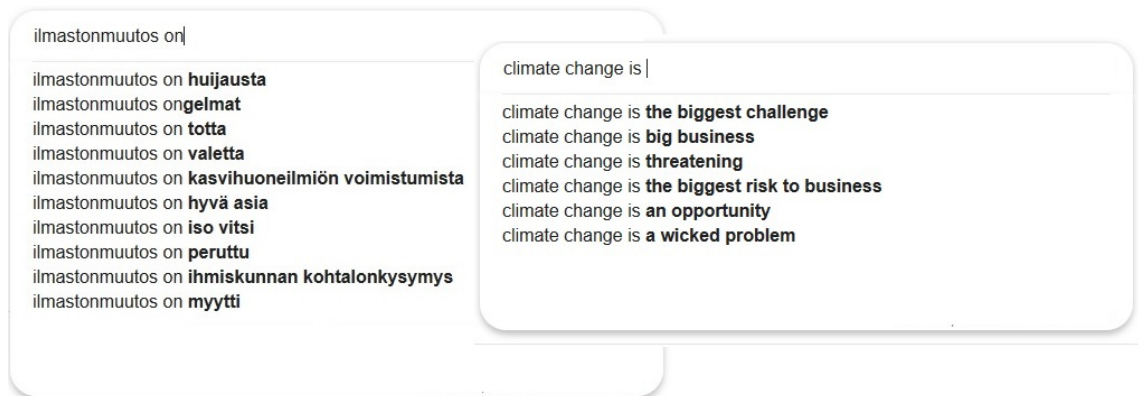 ilmastonmuutos on
ilmastonmuutos on huijausta
ilmastonmuutos ongelmat
ilmastonmuutos on totta
ilmastonmuutos on valetta
ilmastonmuutos on kasvihuoneilmiön voimistumista
ilmastonmuutos on hyvä asia
ilmastonmuutos on iso vitsi
ilmastonmuutos on peruttu
ilmastonmuutos on ihmiskunnan kohtalonkysymys
ilmastonmuutos on myytti
climate change is
climate change is the biggest challenge
climate change is big business
climate change is threatening
climate change is the biggest risk to business
climate change is an opportunity
climate change is a wicked problem